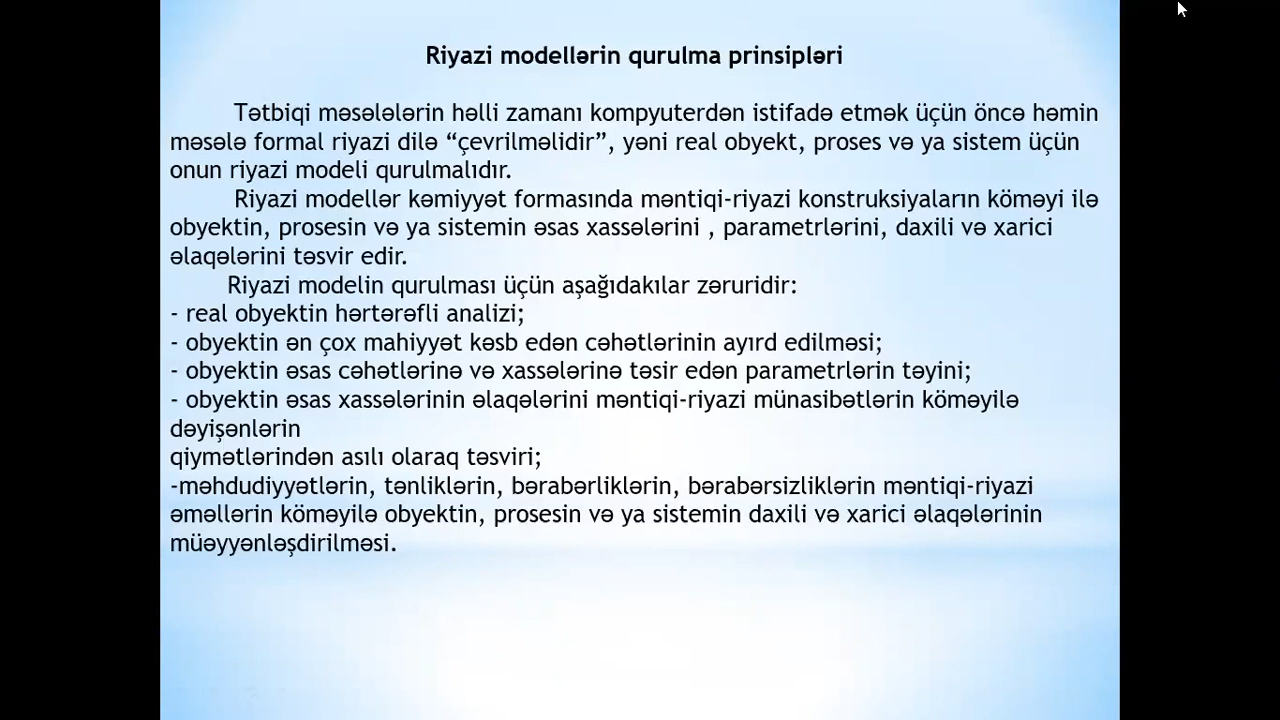 Riyazi modellərin qurulma prinsipləri
Tətbiqi məsələlərin həlli zamanı kompyuterdən istifadə etmək üçün öncə həmin
məsələ formal riyazi dilə “çevrilməlidir”, yəni real obyekt, proses və ya sistem üçün
onun riyazi modeli qurulmalıdır.
Riyazi modellər kəmiyyət formasında məntiqi-riyazi konstruksiyaların köməyi ilə
obyektin, prosesin və ya sistemin əsas xassələrini , parametrlərini, daxili və xarici
əlaqələrini təsvir edir.
Riyazi modelin qurulması üçün aşağıdakılar zəruridir:
- real obyektin hərtərəfli analizi;
- obyektin ən çox mahiyyət kəsb edən cəhətlərinin ayırd edilməsi;
- obyektin əsas cəhətlərinə və xassələrinə təsir edən parametrlərin təyini;
- obyektin əsas xassələrinin əlaqələrini məntiqi-riyazi münasibətlərin köməyilə
dəyişənlərin
qiymətlərindən asılı olaraq təsviri;
-məhdudiyyətlərin, tənliklərin, bərabərliklərin, bərabərsizliklərin məntiqi-riyazi
əməllərin köməyilə obyektin, prosesin və ya sistemin daxili və xarici əlaqələrinin
müəyyənləşdirilməsi.